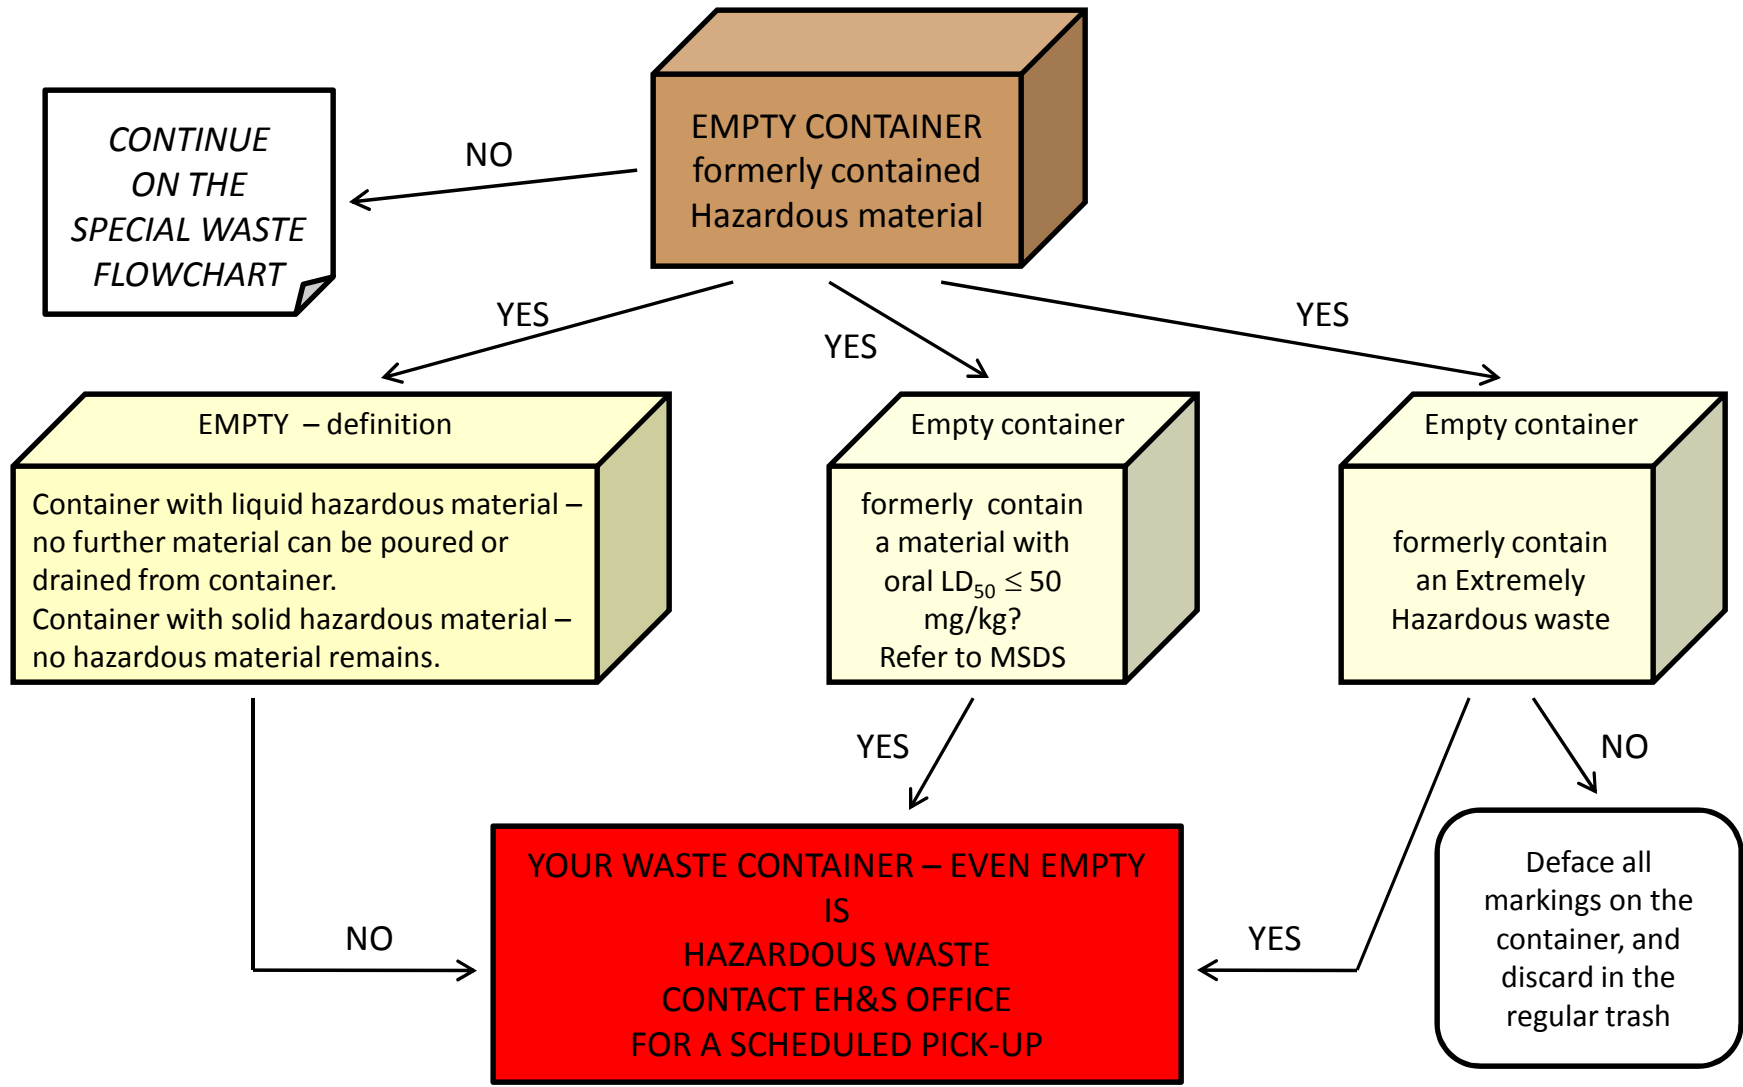 EMPTY CONTAINER
formerly contained
Hazardous material
NO
CONTINUE
ON THE
SPECIAL WASTE
FLOWCHART
YES
YES
YES
EMPTY – definition
Container with liquid hazardous material –
no further material can be poured or
drained from container.
Container with solid hazardous material –
no hazardous material remains.
Empty container
formerly contain
a material with
oral LD₅₀ ≤ 50
mg/kg?
Refer to MSDS
Empty container
formerly contain
an Extremely
Hazardous waste
NO
YES
YES
NO
YOUR WASTE CONTAINER – EVEN EMPTY
IS
HAZARDOUS WASTE
CONTACT EH&S OFFICE
FOR A SCHEDULED PICK-UP
Deface all
markings on the
container, and
discard in the
regular trash